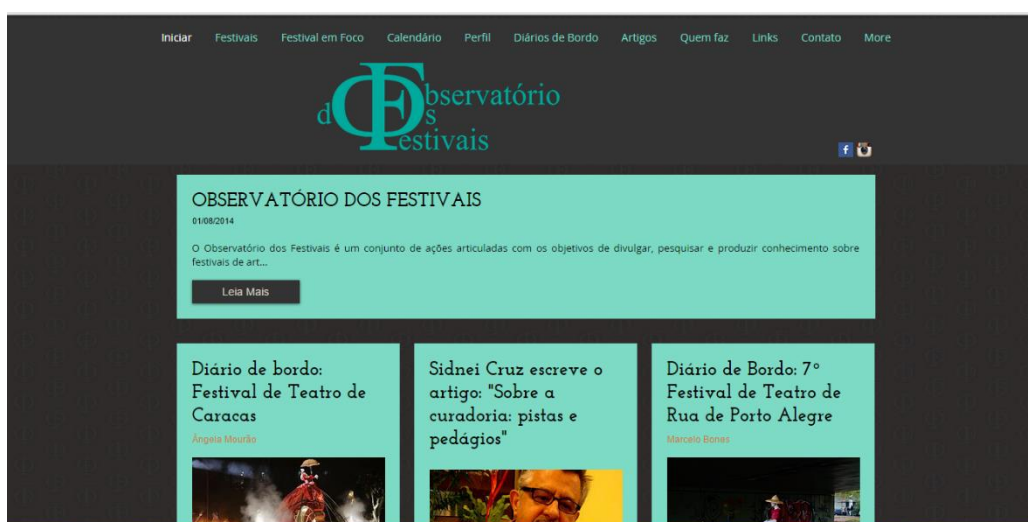 Iniciar Festivais Festival em Foco Calendário Perfil Diários de Bordo Artigos Quem faz Links Contato More
Observatório
dos
Festivais
OBSERVATÓRIO DOS FESTIVAIS
01/08/2014
O Observatório dos Festivais é um conjunto de ações articuladas com os objetivos de divulgar, pesquisar e produzir conhecimento sobre
festivais de art...
Leia Mais
Diário de bordo:
Festival de Teatro de
Caracas
Ângela Mourão
Sidnei Cruz escreve o
artigo: "Sobre a
curadoria: pistas e
pedágios"
Diário de Bordo: 7º
Festival de Teatro de
Rua de Porto Alegre
Marcelo Bones